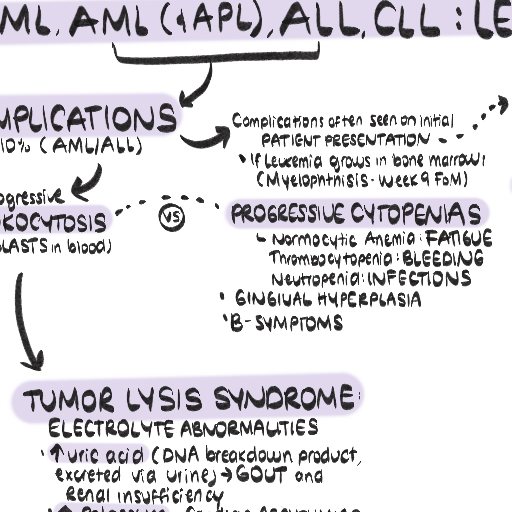 ML, AML (& APL), ALL, CLL : LE
MPLICATIONS
10% (AML/ALL)
Complications often seen on initial
PATIENT PRESENTATION
• If Leukemia grows in bone marrow:
(Myelophthisis - Week 9 FoM)
ogressive
KOCYTOSIS
BLASTS in blood)
VS
PROGRESSIVE CYTOPENIAS
↳ Normocytic Anemia: FATIGUE
Thrombocytopenia: BLEEDING
Neutropenia: INFECTIONS
• GINGIVAL HYPERPLASIA
• B-SYMPTOMS
TUMOR LYSIS SYNDROME:
ELECTROLYTE ABNORMALITIES
• ↑ uric acid (DNA breakdown product,
excreted via urine) → GOUT and
Renal insufficiency